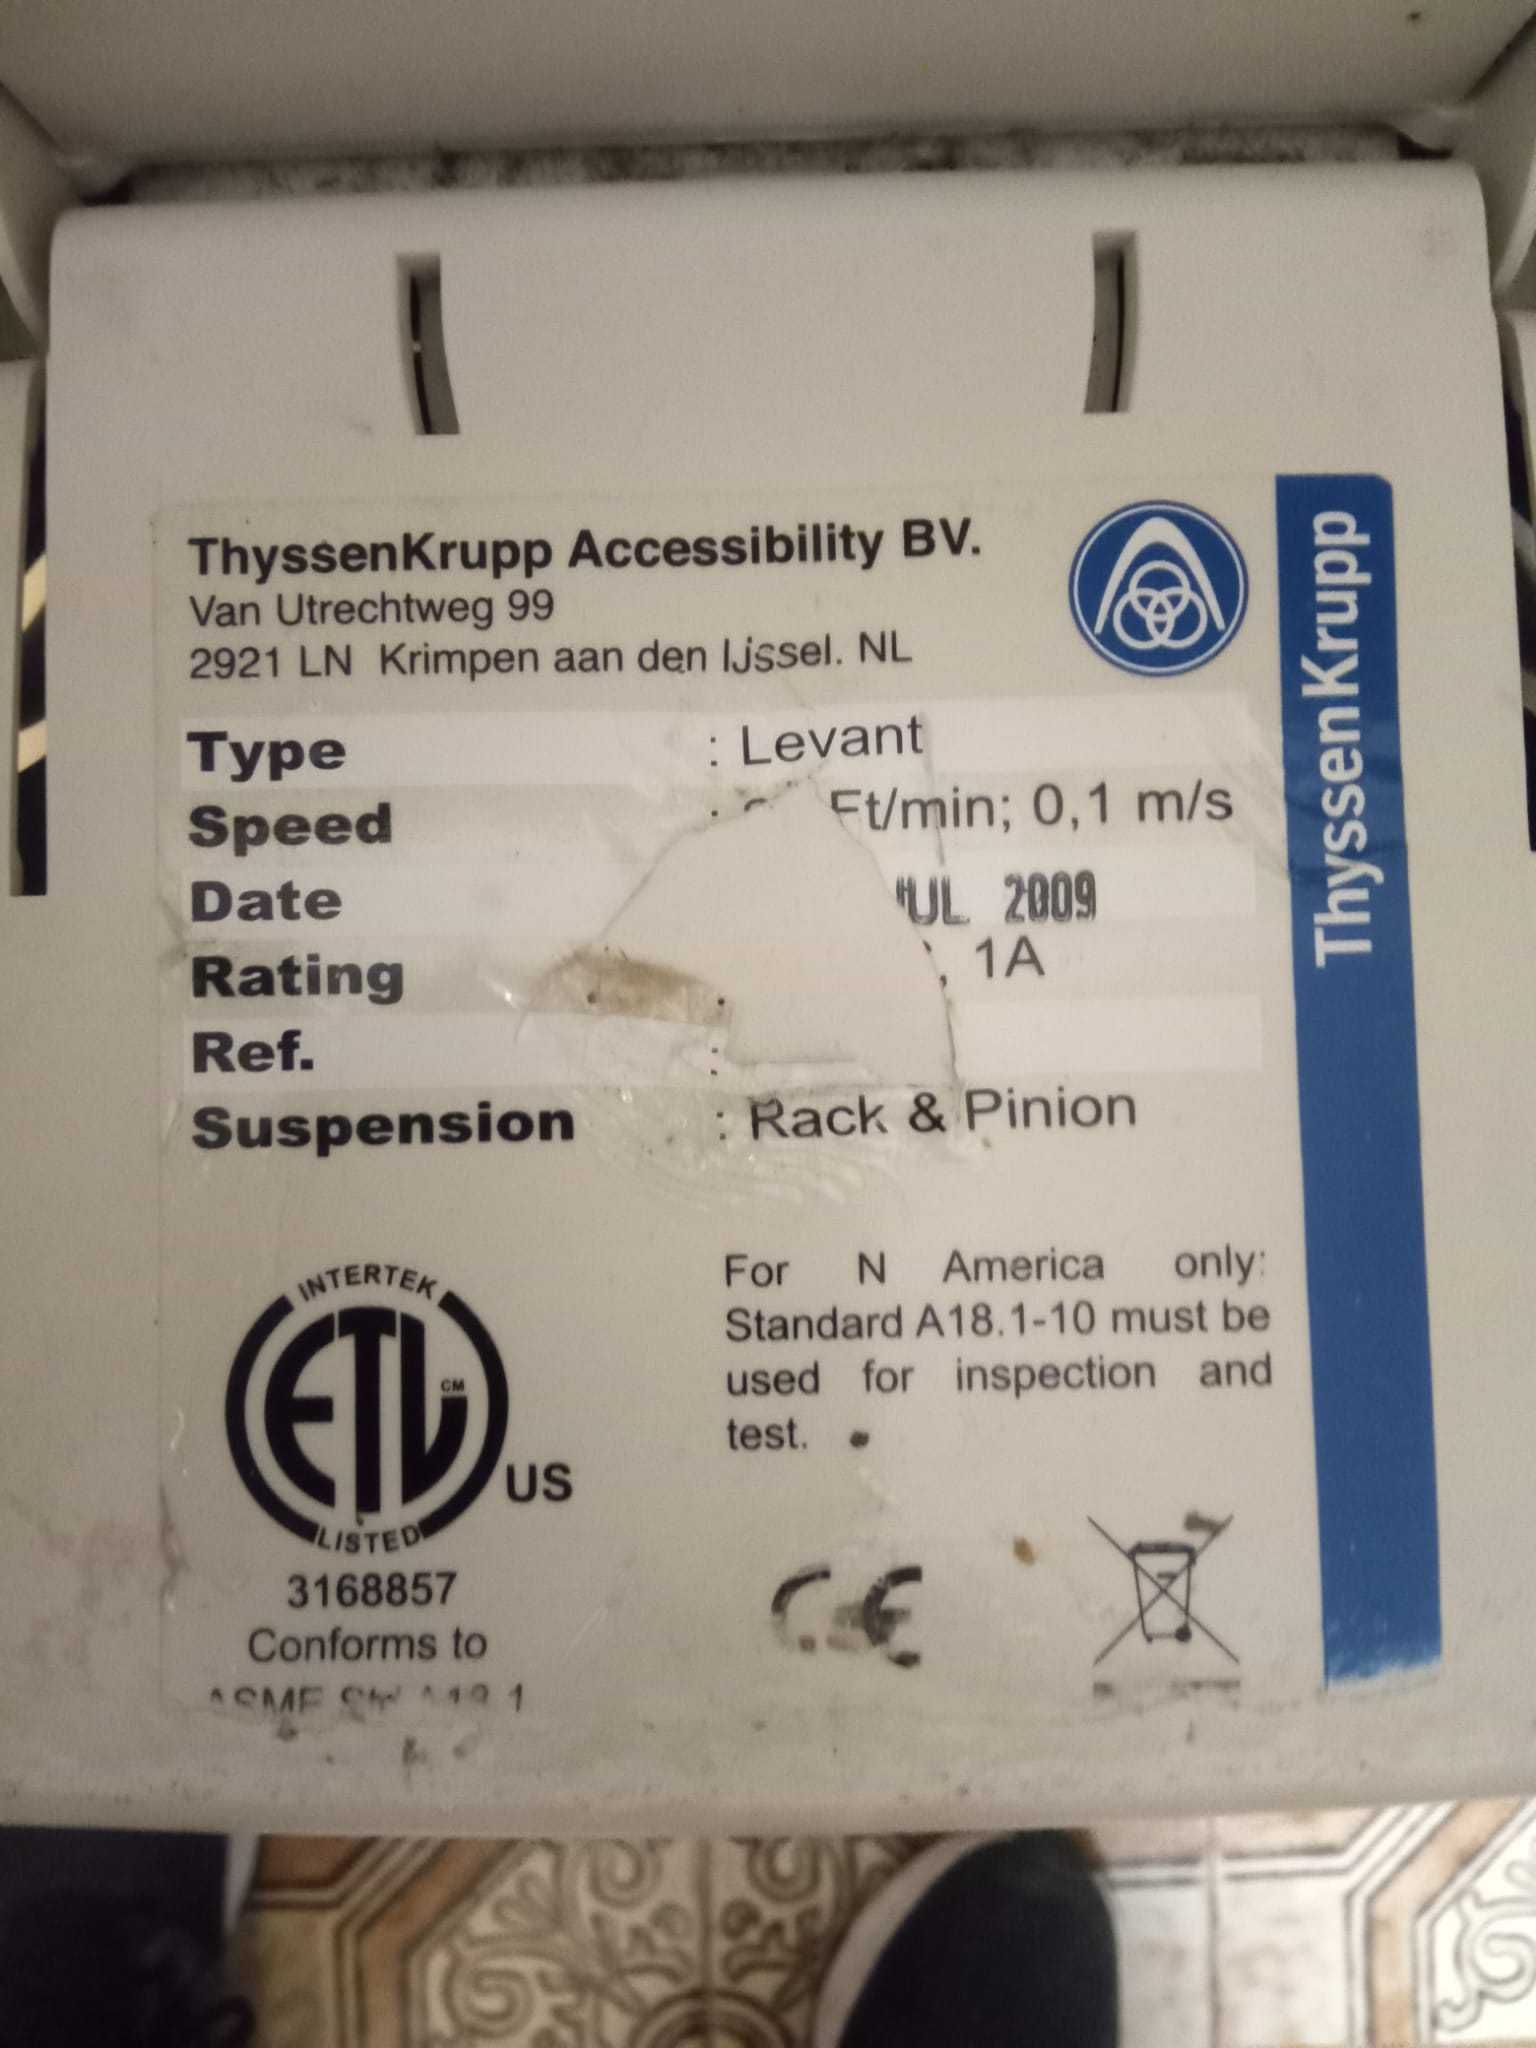 ThyssenKrupp Accessibility BV.
Van Utrechtweg 99
2921 LN Krimpen aan den IJssel. NL
ThyssenKrupp
Type : Levant
Speed : Ft/min; 0,1 m/s
Date 2009
Rating , 1A
Ref. :
Suspension : Rack & Pinion
For N America only:
Standard A18.1-10 must be
used for inspection and
test.
INTERTEK
ETL CM
LISTED
US
3168857
Conforms to
CE